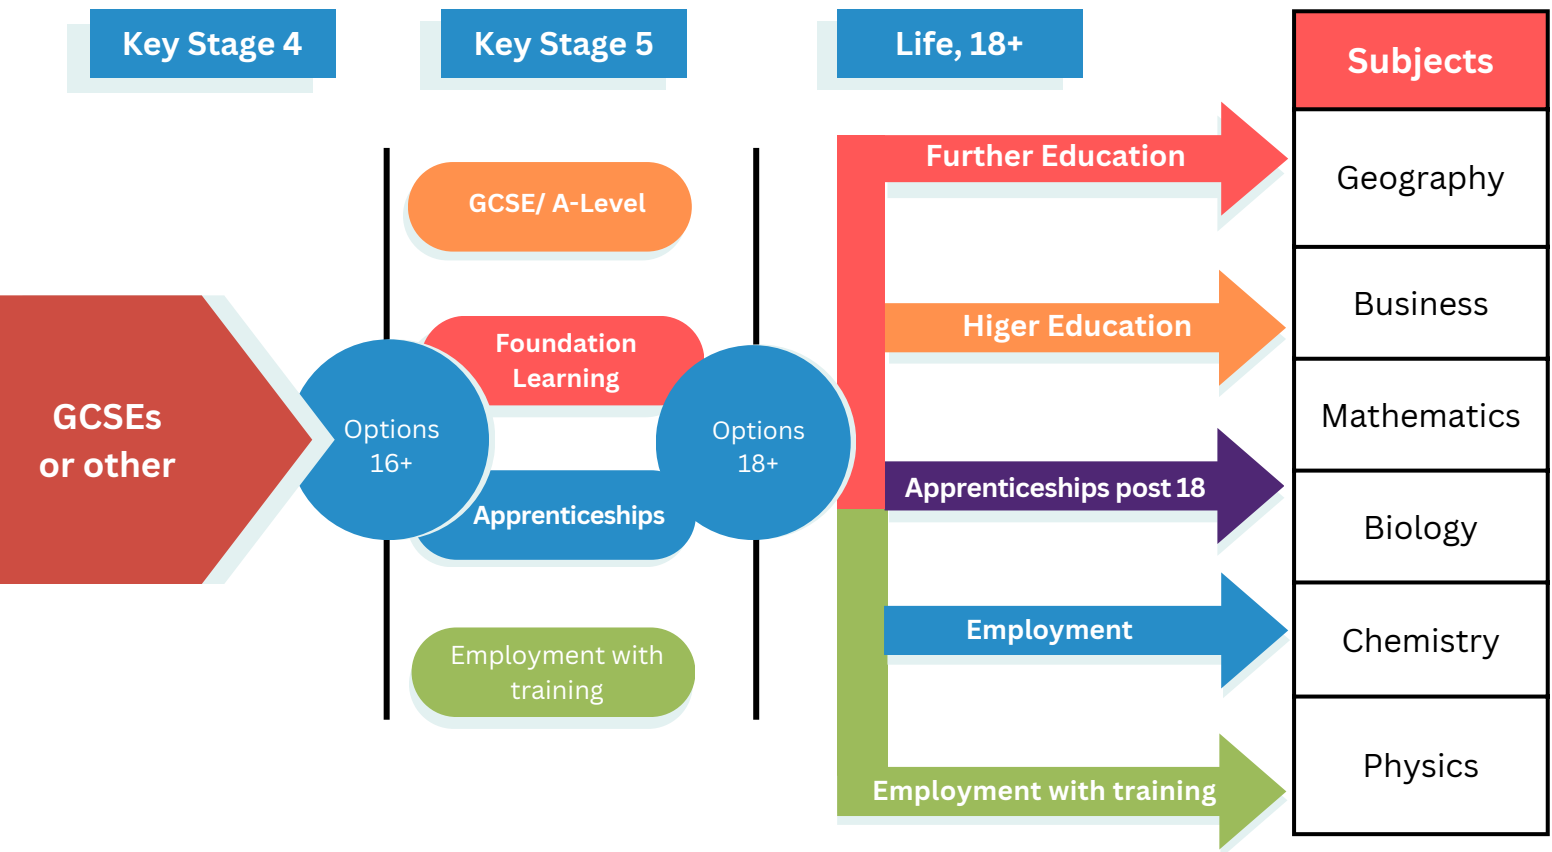 Key Stage 4
Key Stage 5
Life, 18+
GCSEs
or other
Options
16+
GCSE/ A-Level
Foundation
Learning
Apprenticeships
Employment with
training
Options
18+
Further Education
Higer Education
Apprenticeships post 18
Employment
Employment with training
Subjects
Geography
Business
Mathematics
Biology
Chemistry
Physics